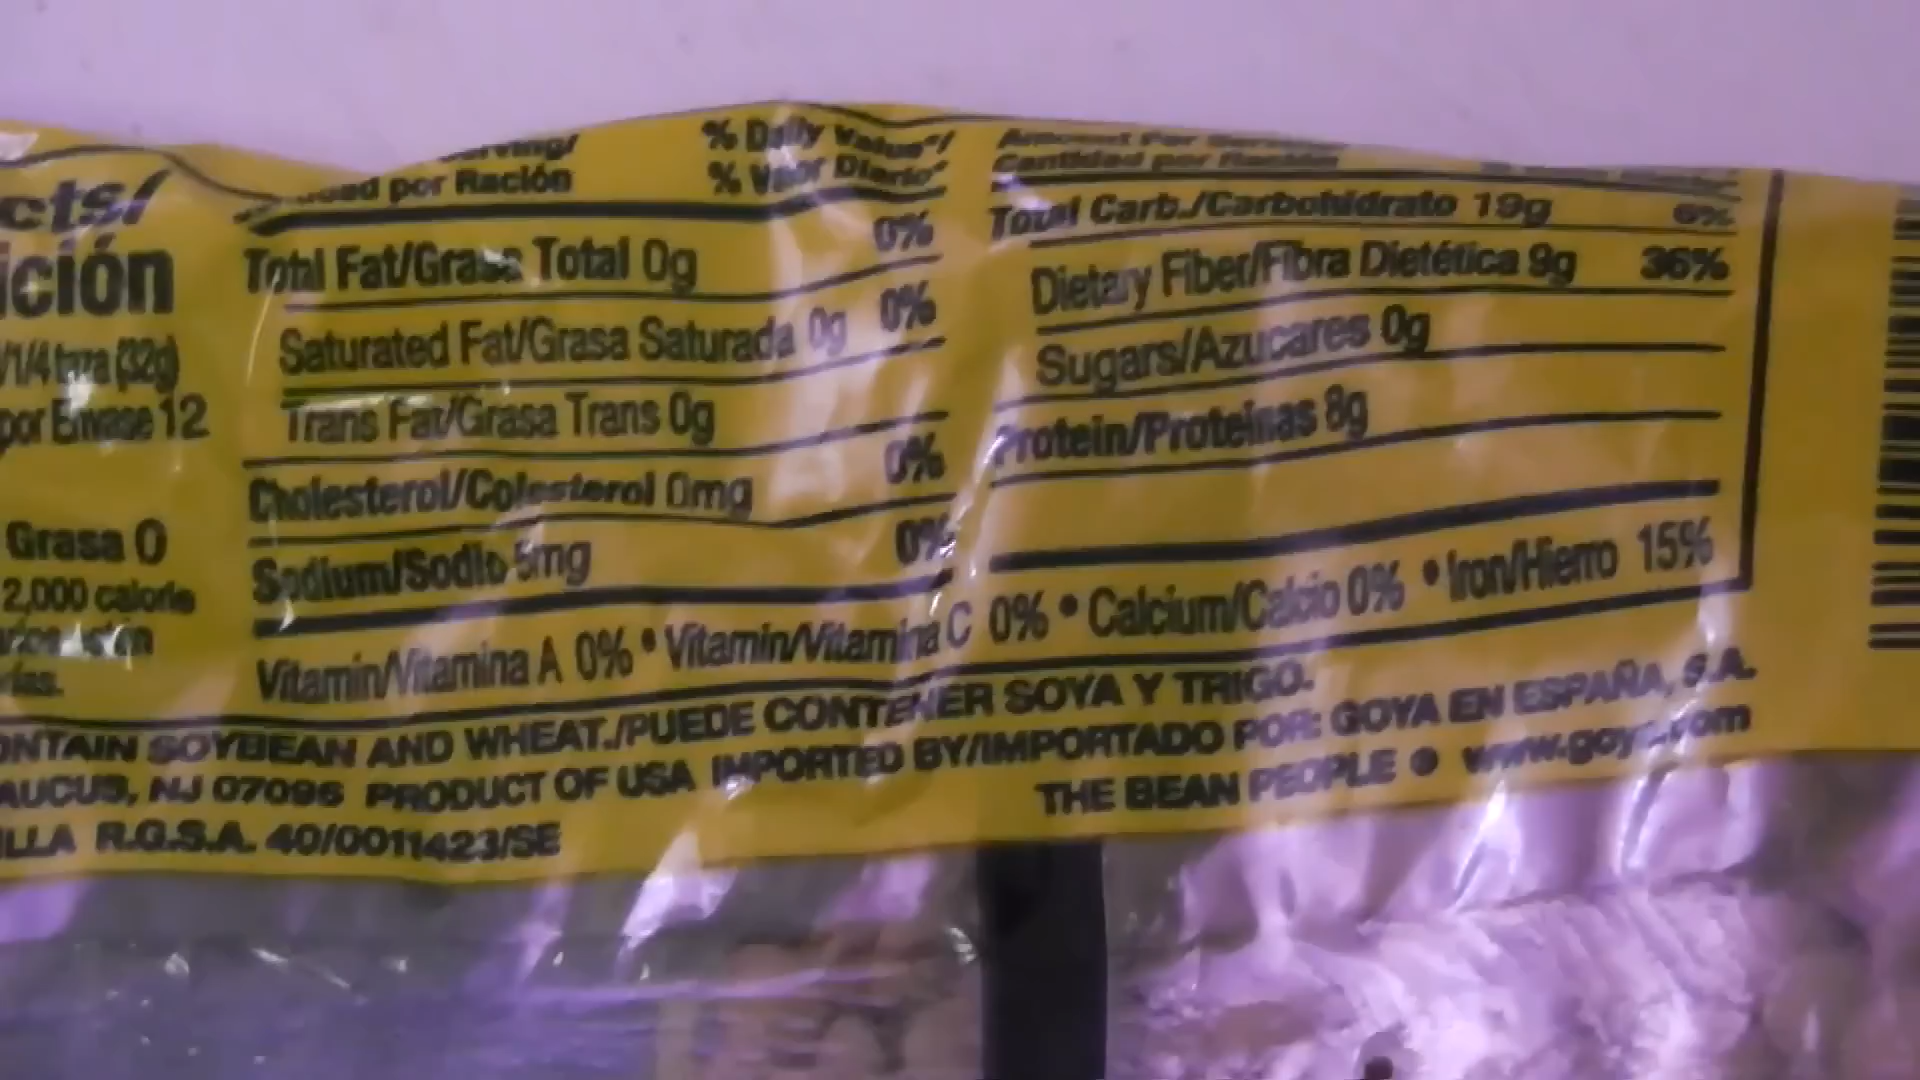 cts/
ición
/1/4 taza (32g)
por Envase 12
Grasa 0
2,000 calorie
por Ración
% Daily Value*/
% Valor Diario*
Total Fat/Grasa Total 0g 0%
Saturated Fat/Grasa Saturada 0g 0%
Trans Fat/Grasa Trans 0g
Cholesterol/Colesterol 0mg 0%
Sodium/Sodio 5mg 0%
Amount Per Serving/
Cantidad por Ración
Total Carb./Carbohidrato 19g 6%
Dietary Fiber/Fibra Dietética 9g 36%
Sugars/Azucares 0g
Protein/Proteinas 8g
Vitamin/Vitamina A 0% • Vitamin/Vitamina C 0% • Calcium/Calcio 0% • Iron/Hierro 15%
ONTAIN SOYBEAN AND WHEAT./PUEDE CONTENER SOYA Y TRIGO.
AUCUS, NJ 07096 PRODUCT OF USA IMPORTED BY/IMPORTADO POR: GOYA EN ESPAÑA, S.A.
ILLA R.G.S.A. 40/0011423/SE
THE BEAN PEOPLE • www.goya.com